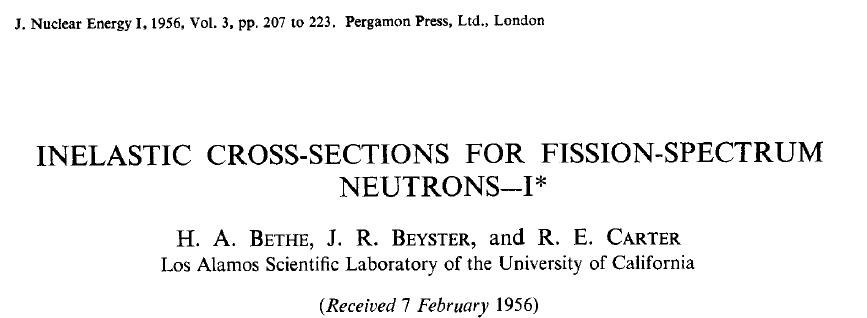 J. Nuclear Energy I, 1956, Vol. 3, pp. 207 to 223. Pergamon Press, Ltd., London
INELASTIC CROSS-SECTIONS FOR FISSION-SPECTRUM
NEUTRONS—I*
H. A. BETHE, J. R. BEYSTER, and R. E. CARTER
Los Alamos Scientific Laboratory of the University of California
(Received 7 February 1956)